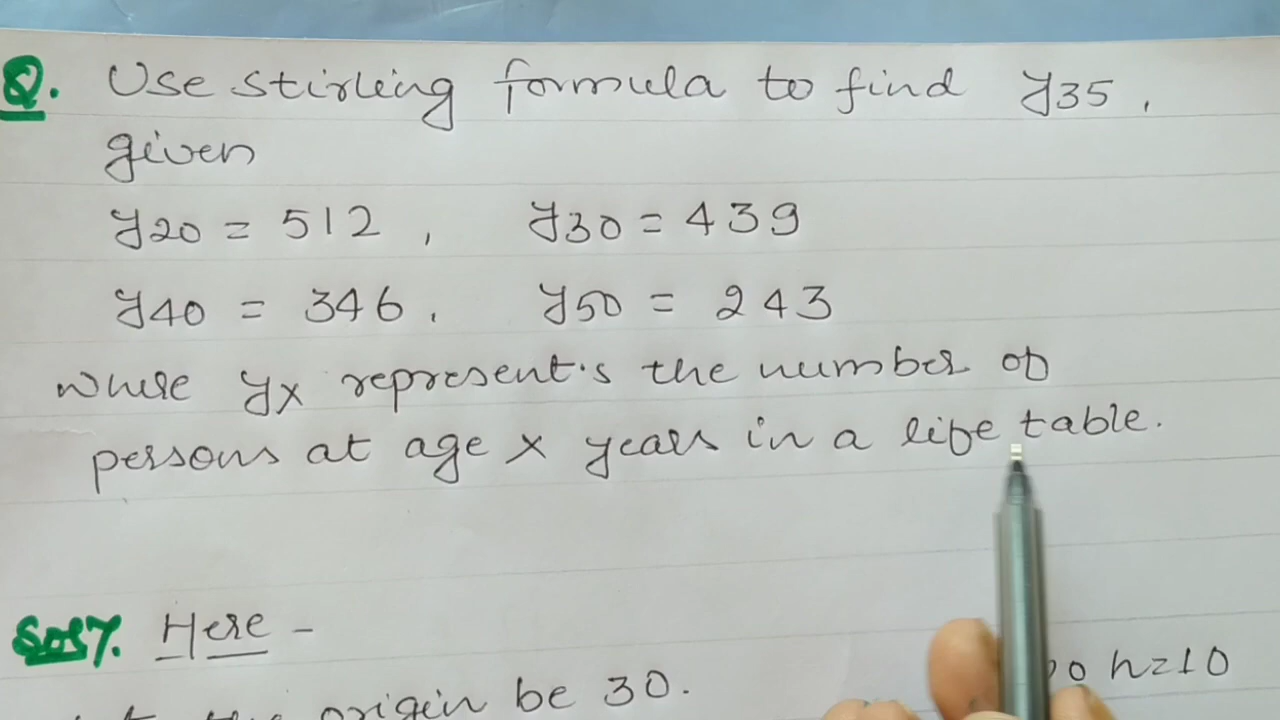 Q. Use stirling formula to find y35,
given
y20 = 512, y30 = 439
y40 = 346, y50 = 243
where yx represents the number of
persons at age x years in a life table.
Sol. Here -
origin be 30. h=10